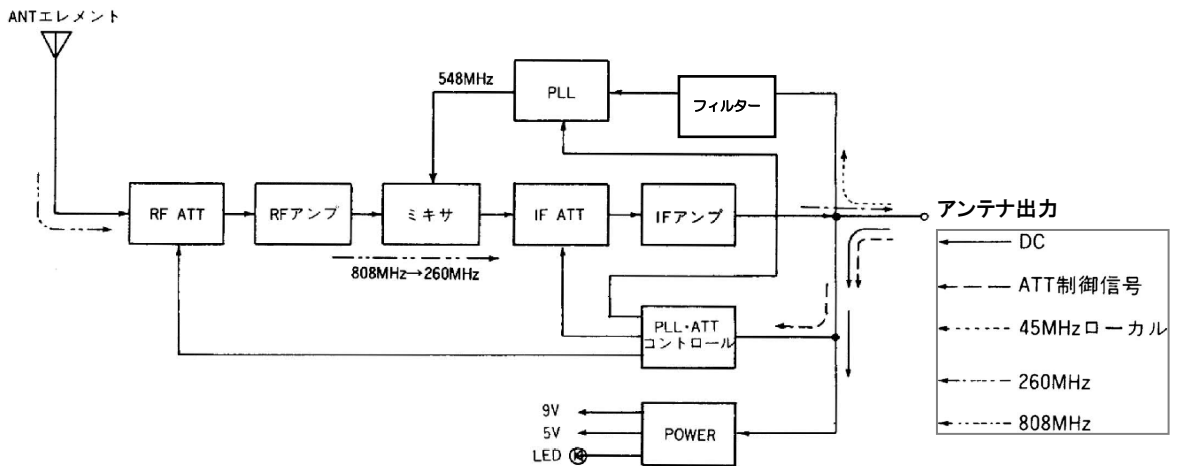 ANTエレメント
548MHz
PLL
フィルター
RF ATT
RFアンプ
ミキサ
IF ATT
IFアンプ
アンテナ出力
808MHz→260MHz
DC
ATT制御信号
45MHzローカル
260MHz
808MHz
PLL・ATT
コントロール
9V
5V
LED
POWER